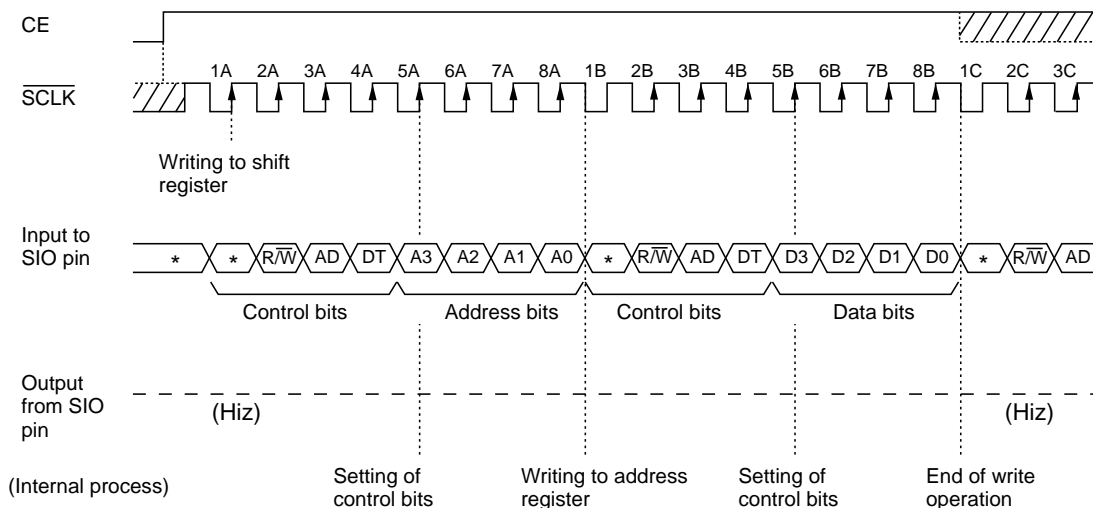 CE
1A 2A 3A 4A 5A 6A 7A 8A 1B 2B 3B 4B 5B 6B 7B 8B 1C 2C 3C
SCLK
Writing to shift
register
Input to
SIO pin
* * R/W AD DT A3 A2 A1 A0 * R/W AD DT D3 D2 D1 D0 * R/W AD
Control bits Address bits Control bits Data bits
Output
from SIO
pin
(Hiz) (Hiz)
(Internal process)
Setting of
control bits
Writing to address
register
Setting of
control bits
End of write
operation